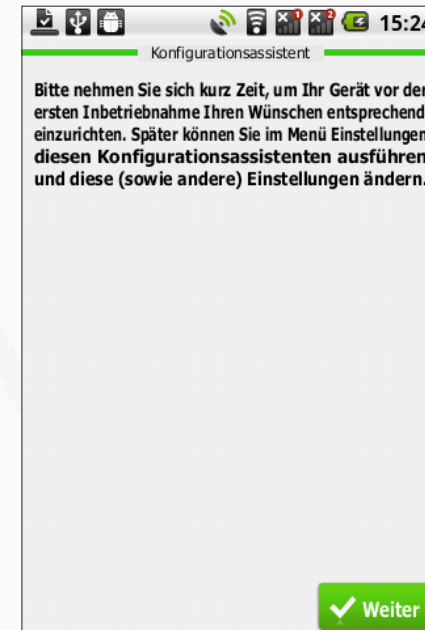 15:24
Konfigurationsassistent
Bitte nehmen Sie sich kurz Zeit, um Ihr Gerät vor der
ersten Inbetriebnahme Ihren Wünschen entsprechend
einzurichten. Später können Sie im Menü Einstellungen
diesen Konfigurationsassistenten ausführen
und diese (sowie andere) Einstellungen ändern.
Weiter